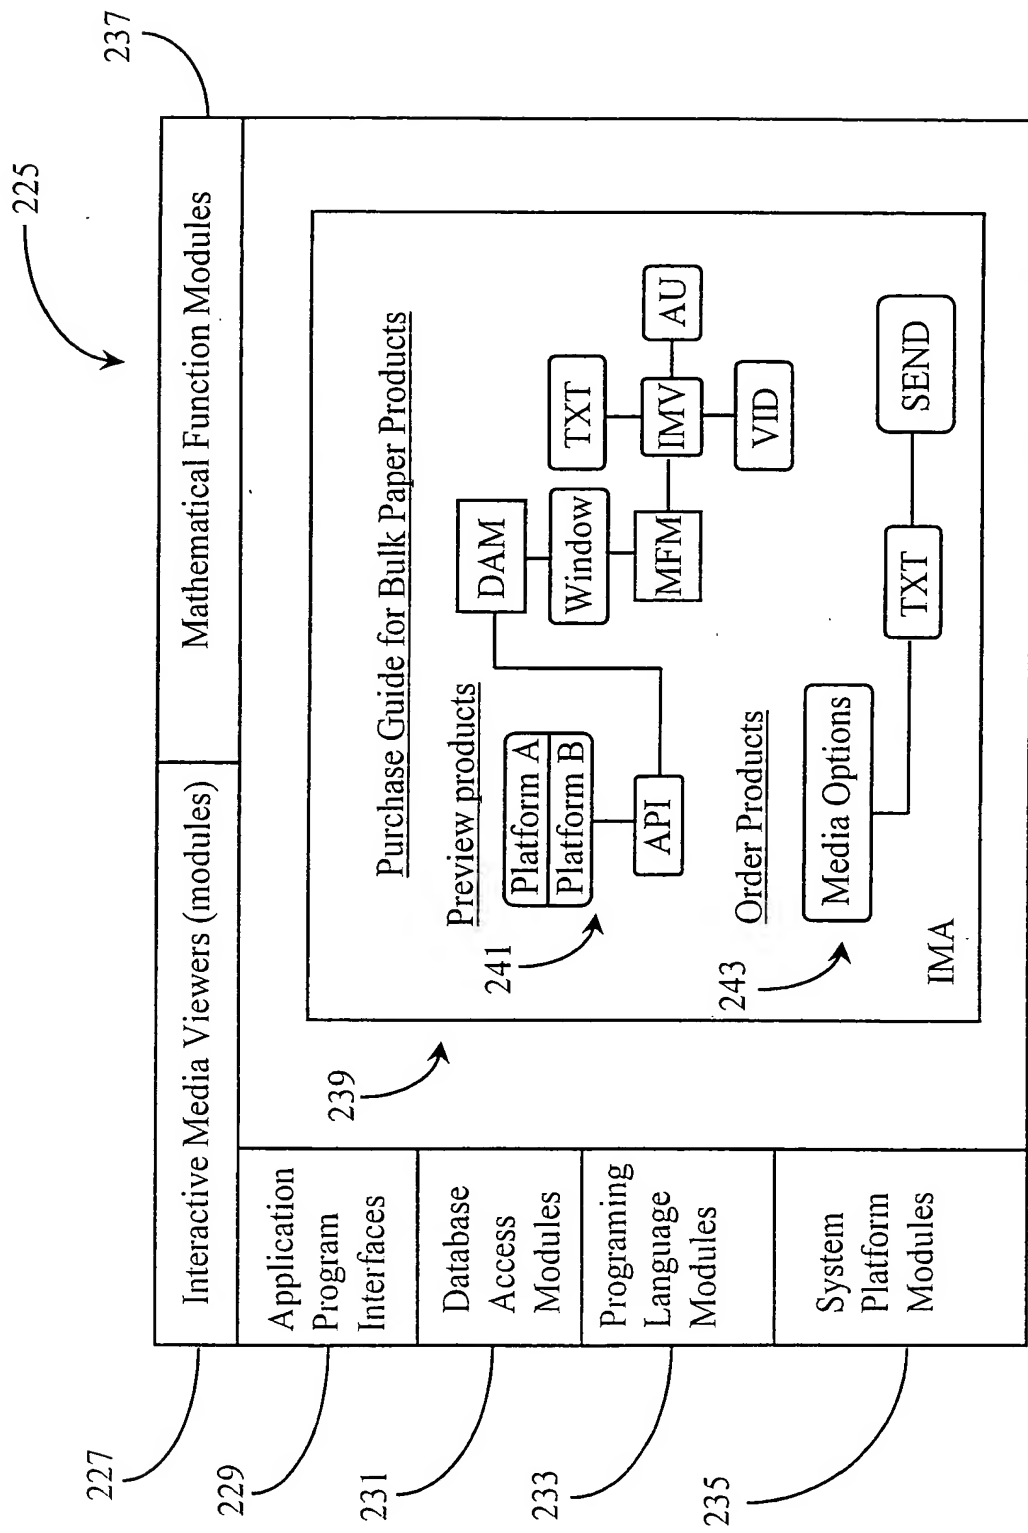 225
237
Interactive Media Viewers (modules)
Mathematical Function Modules
227
229
231
233
235
Application
Program
Interfaces
Database
Access
Modules
Programing
Language
Modules
System
Platform
Modules
239
Purchase Guide for Bulk Paper Products
Preview products
Platform A
Platform B
241
API
DAM
Window
MFM
TXT
IMV
AU
VID
Order Products
243
Media Options
TXT
SEND
IMA